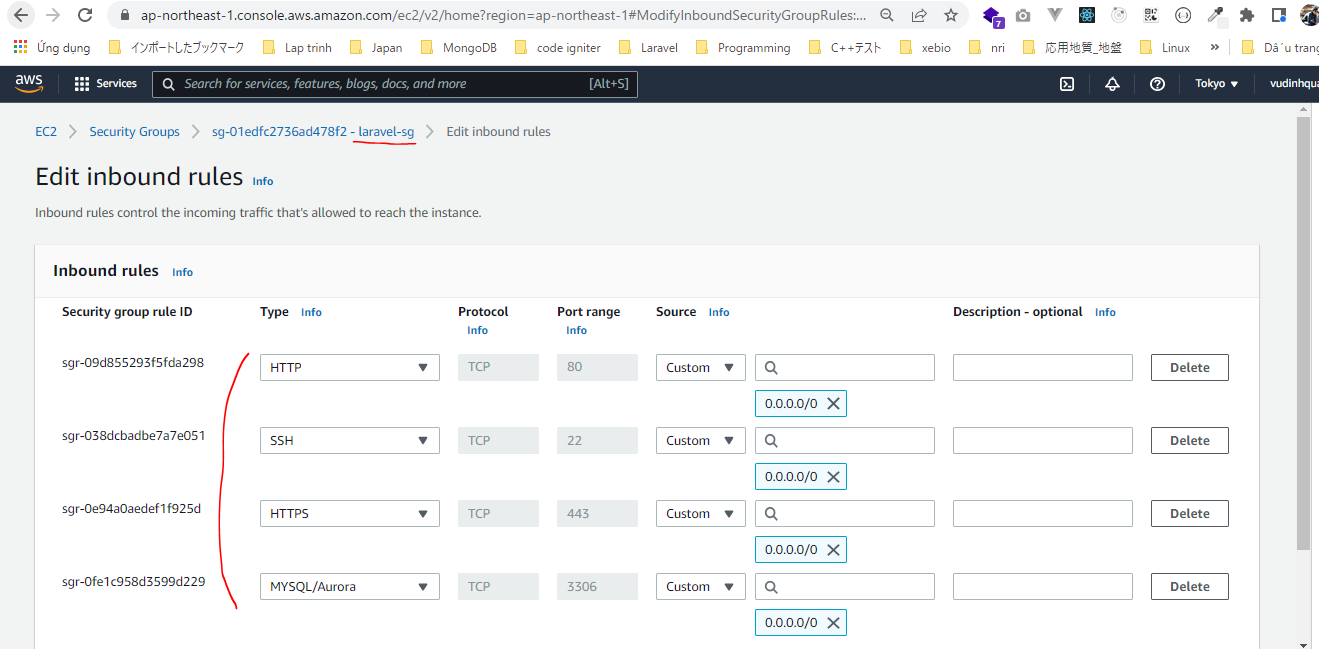 ap-northeast-1.console.aws.amazon.com/ec2/v2/home?region=ap-northeast-1#ModifyInboundSecurityGroupRules:...
7
Ứng dụng インポートしたブックマーク Lap trinh Japan MongoDB code igniter Laravel Programming C++テスト xebio nri 応用地質_地盤 Linux » Dấu trang
aws Services Search for services, features, blogs, docs, and more [Alt+S] Tokyo vudinhqua
EC2 Security Groups sg-01edfc2736ad478f2 - laravel-sg Edit inbound rules
Edit inbound rules Info
Inbound rules control the incoming traffic that's allowed to reach the instance.
Inbound rules Info
Security group rule ID Type Info Protocol Port range Source Info Description - optional Info
Info Info
sgr-09d855293f5fda298 HTTP TCP 80 Custom Delete
0.0.0.0/0
sgr-038dcbadbe7a7e051 SSH TCP 22 Custom Delete
0.0.0.0/0
sgr-0e94a0aedef1f925d HTTPS TCP 443 Custom Delete
0.0.0.0/0
sgr-0fe1c958d3599d229 MYSQL/Aurora TCP 3306 Custom Delete
0.0.0.0/0